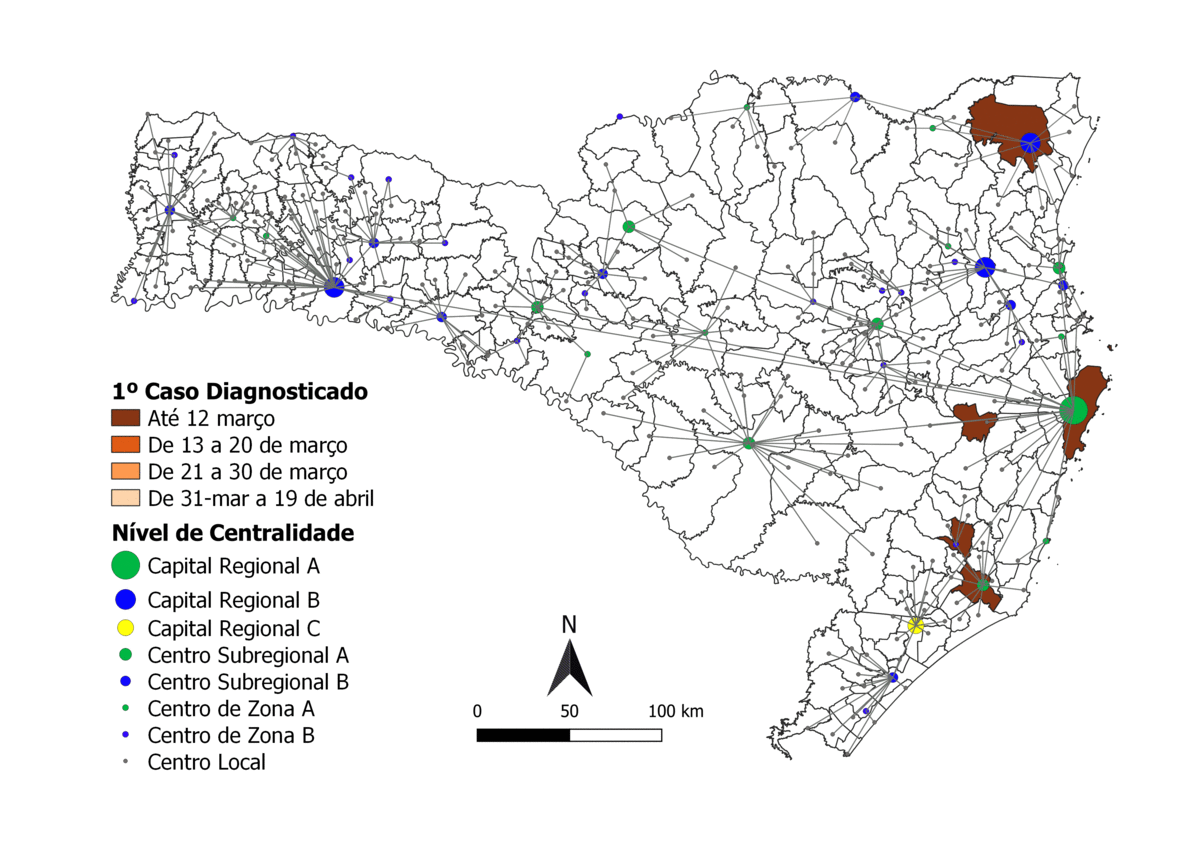 1º Caso Diagnosticado
Até 12 março
De 13 a 20 de março
De 21 a 30 de março
De 31-mar a 19 de abril
Nível de Centralidade
Capital Regional A
Capital Regional B
Capital Regional C
Centro Subregional A
Centro Subregional B
Centro de Zona A
Centro de Zona B
Centro Local
N
0 50 100 km